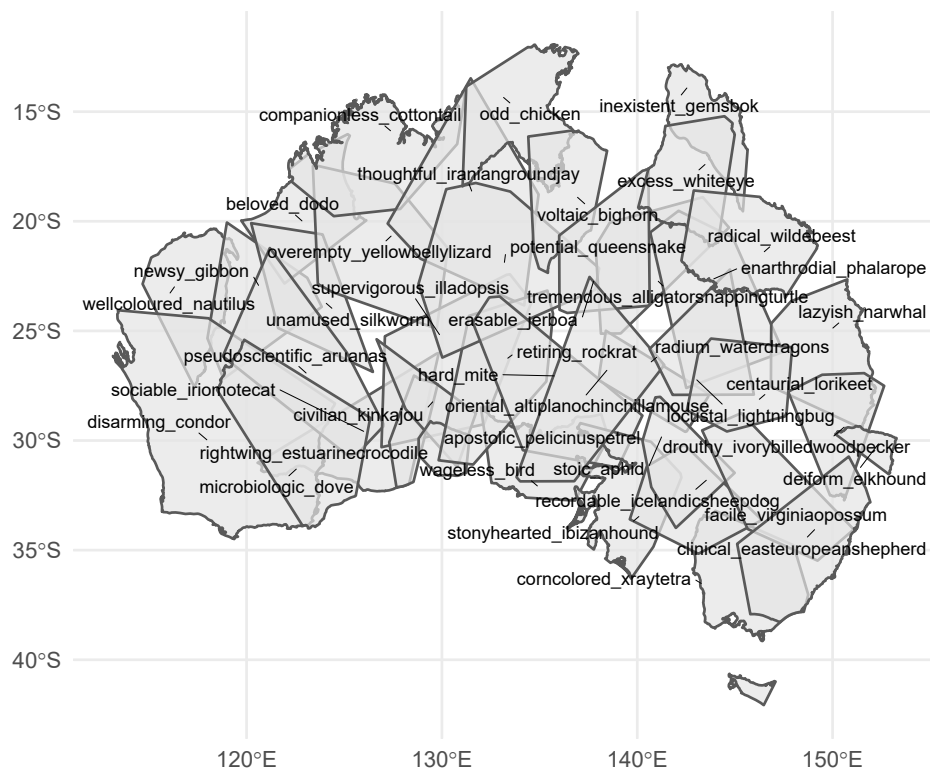 15°S
20°S
25°S
30°S
35°S
40°S
companionless_cottontail
odd_chicken
inexistent_gemsbok
thoughtful_iraniangroundjay
excess_whiteeye
beloved_dodo
voltaic_bighorn
radical_wildebeest
overempty_yellowbellylizard
potential_queensnake
newsy_gibbon
enarthrodial_phalarope
supervigorous_illadopsis
tremendous_alligatorsnappingturtle
wellcoloured_nautilus
lazyish_narwhal
unamused_silkworm
erasable_jerboa
pseudoscientific_aruanas
retiring_rockrat
radium_waterdragons
hard_mite
centaurial_lorikeet
sociable_iriomotecat
oriental_altiplanochinchillamouse
civilian_kinkajou
locustal_lightningbug
disarming_condor
apostolic_pelicinuspetrel
drouthy_ivorybilledwoodpecker
rightwing_estuarinecrocodile
wageless_bird
stoic_aphid
deiform_elkhound
microbiologic_dove
recordable_icelandicsheepdog
facile_virginiaopossum
stonyhearted_ibizanhound
clinical_easteuropeanshepherd
corncolored_xraytetra
120°E
130°E
140°E
150°E